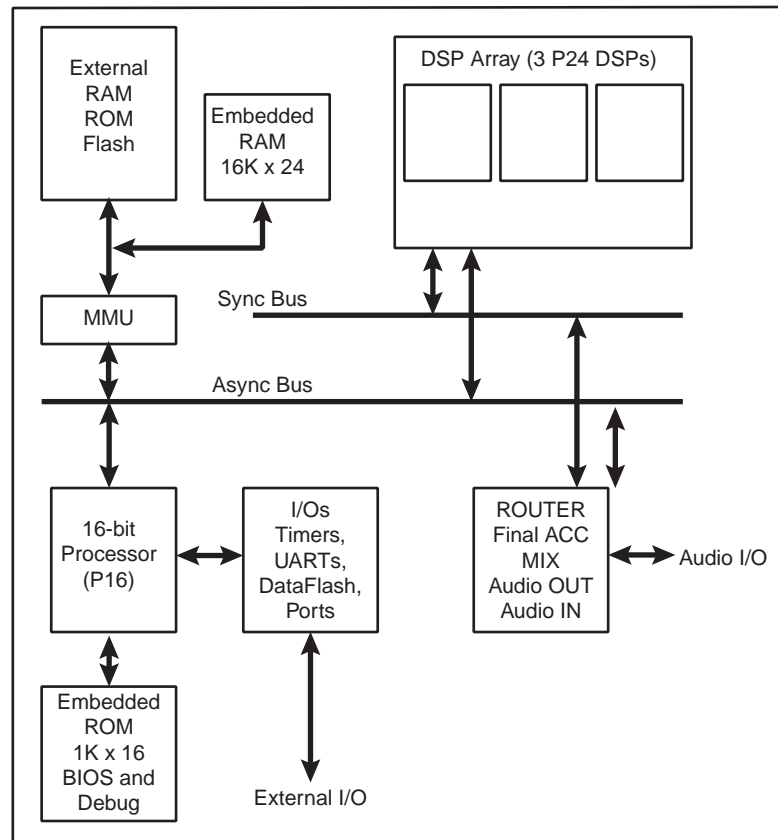 External
RAM
ROM
Flash
Embedded
RAM
16K x 24
DSP Array (3 P24 DSPs)
MMU
Sync Bus
Async Bus
16-bit
Processor
(P16)
I/Os
Timers,
UARTs,
DataFlash,
Ports
ROUTER
Final ACC
MIX
Audio OUT
Audio IN
Audio I/O
Embedded
ROM
1K x 16
BIOS and
Debug
External I/O